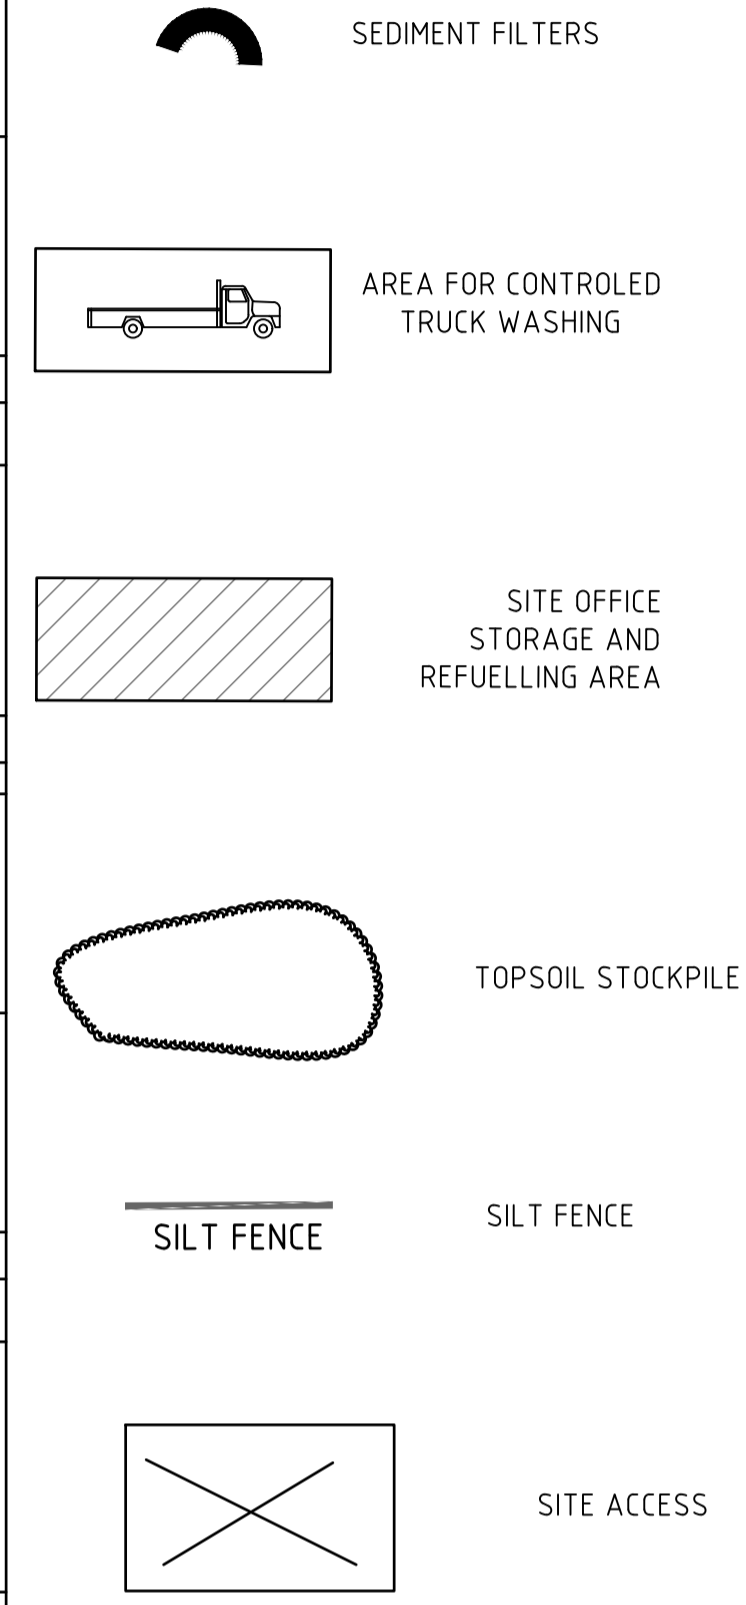 SEDIMENT FILTERS
AREA FOR CONTROLED
TRUCK WASHING
SITE OFFICE
STORAGE AND
REFUELLING AREA
TOPSOIL STOCKPILE
SILT FENCE
SILT FENCE
SITE ACCESS